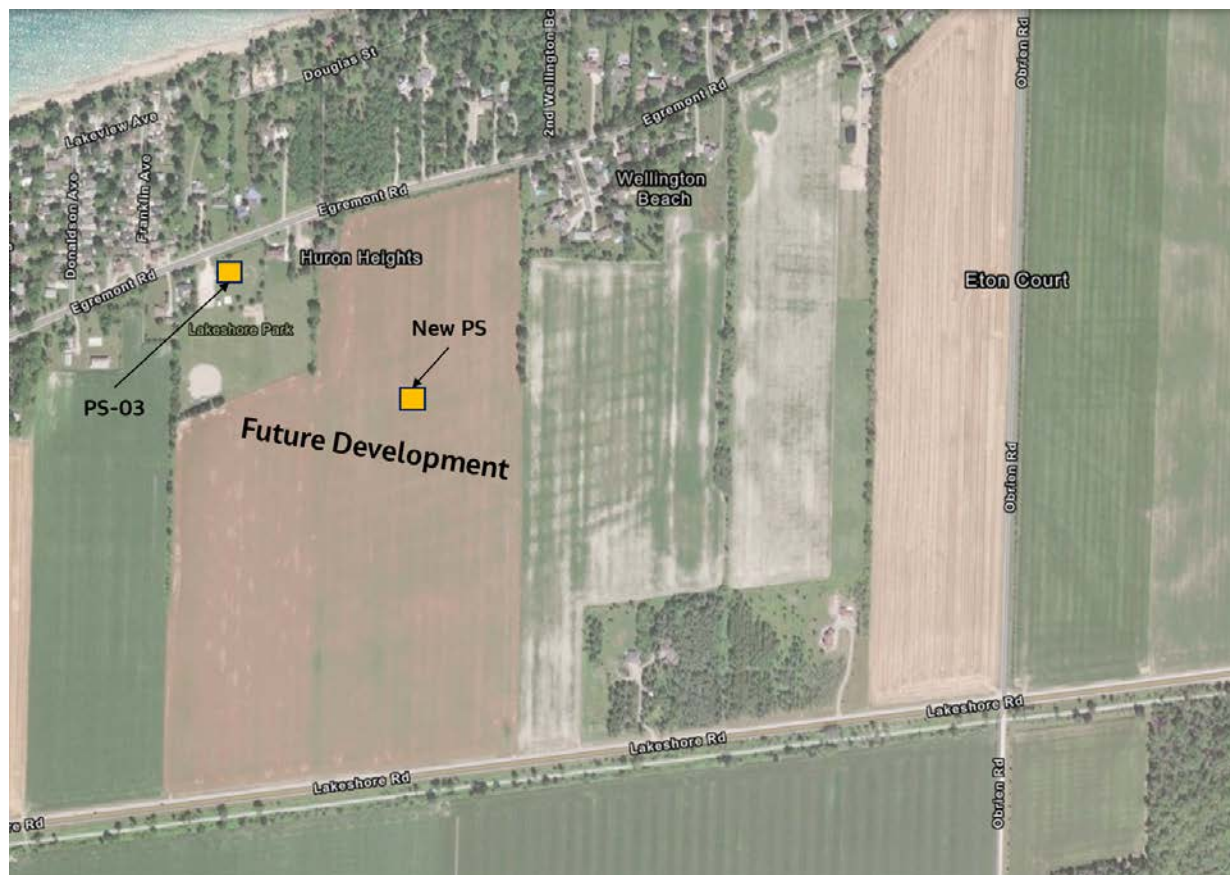 Douglas St
2nd Wellington Bo
Obrien Rd
Lakeview Ave
Egremont Rd
Donaldson Ave
Franklin Ave
Wellington
Beach
Egremont Rd
Huron Heights
Egremont Rd
Eton Court
Lakeshore Park
New PS
PS-03
Future Development
Obrien Rd
Lakeshore Rd
Lakeshore Rd
Lakeshore Rd
Obrien Rd
re Rd